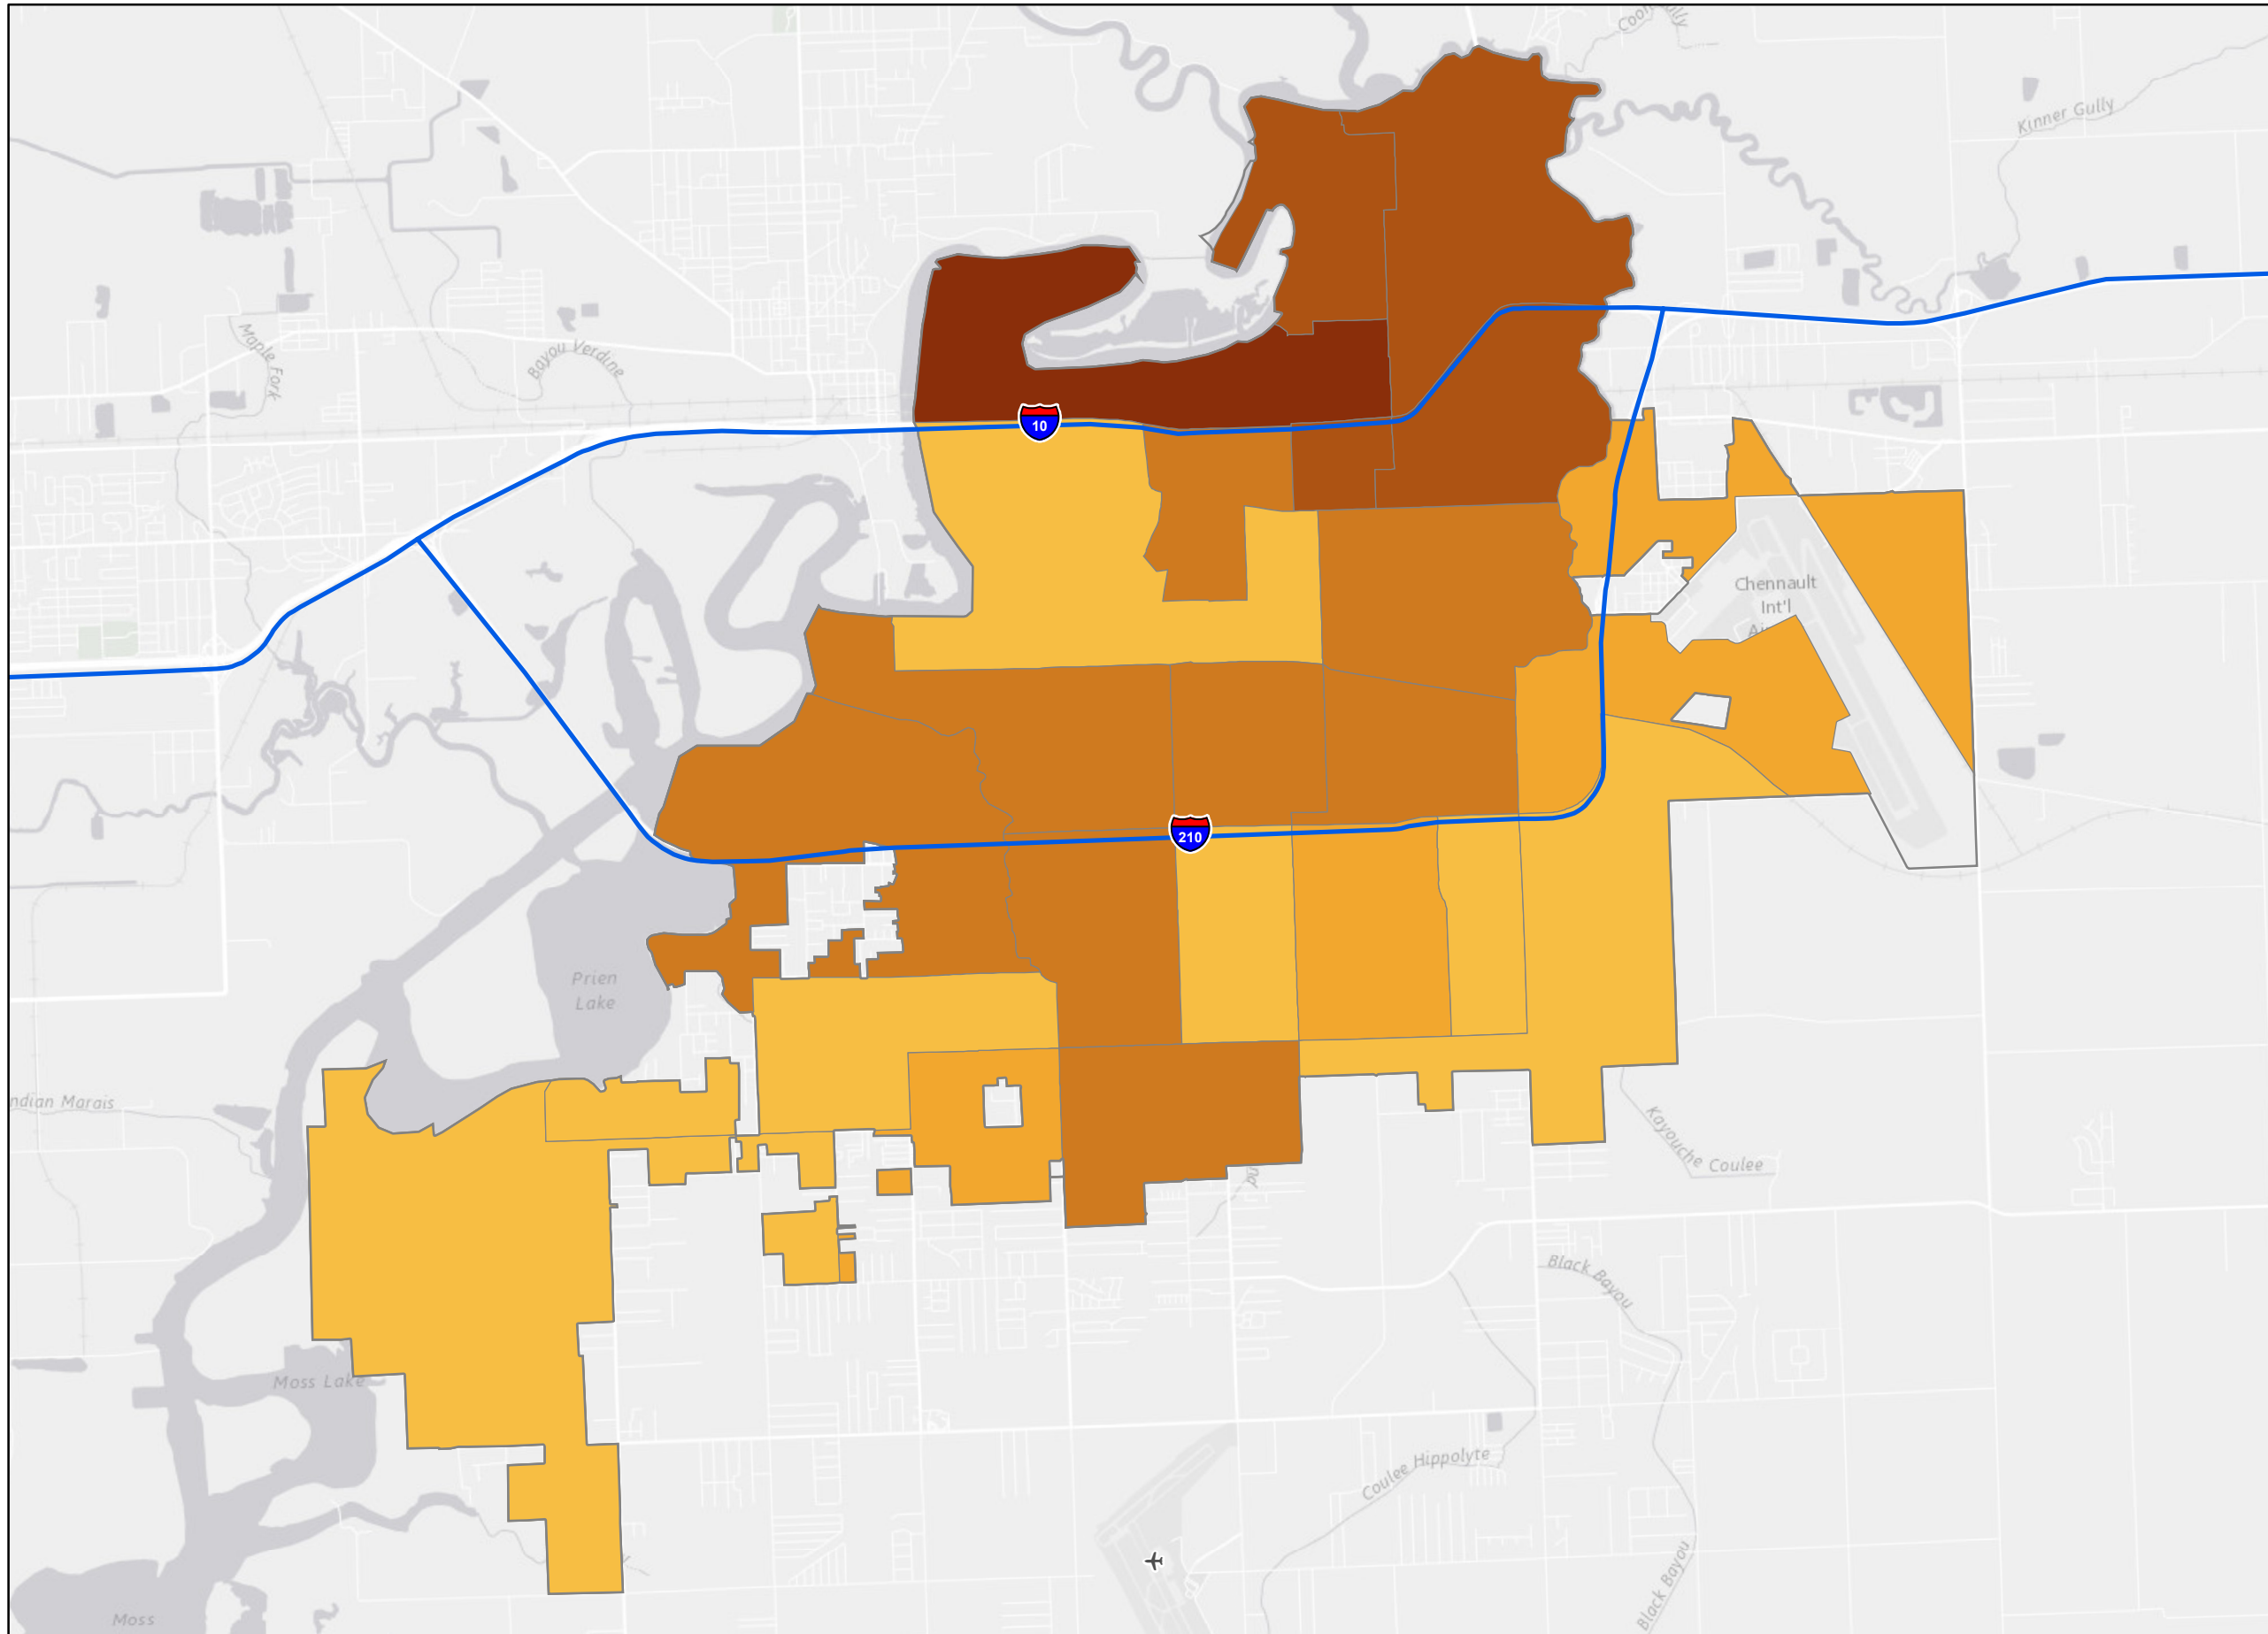 Kinner Gully
Maple Fork
Bayou Verdine
10
Chennault
Int'l
210
Prien
Lake
ndian Marais
Kayouche Coulee
Black Bayou
Moss Lake
Coulee Hippolyte
Black Bayou
Moss